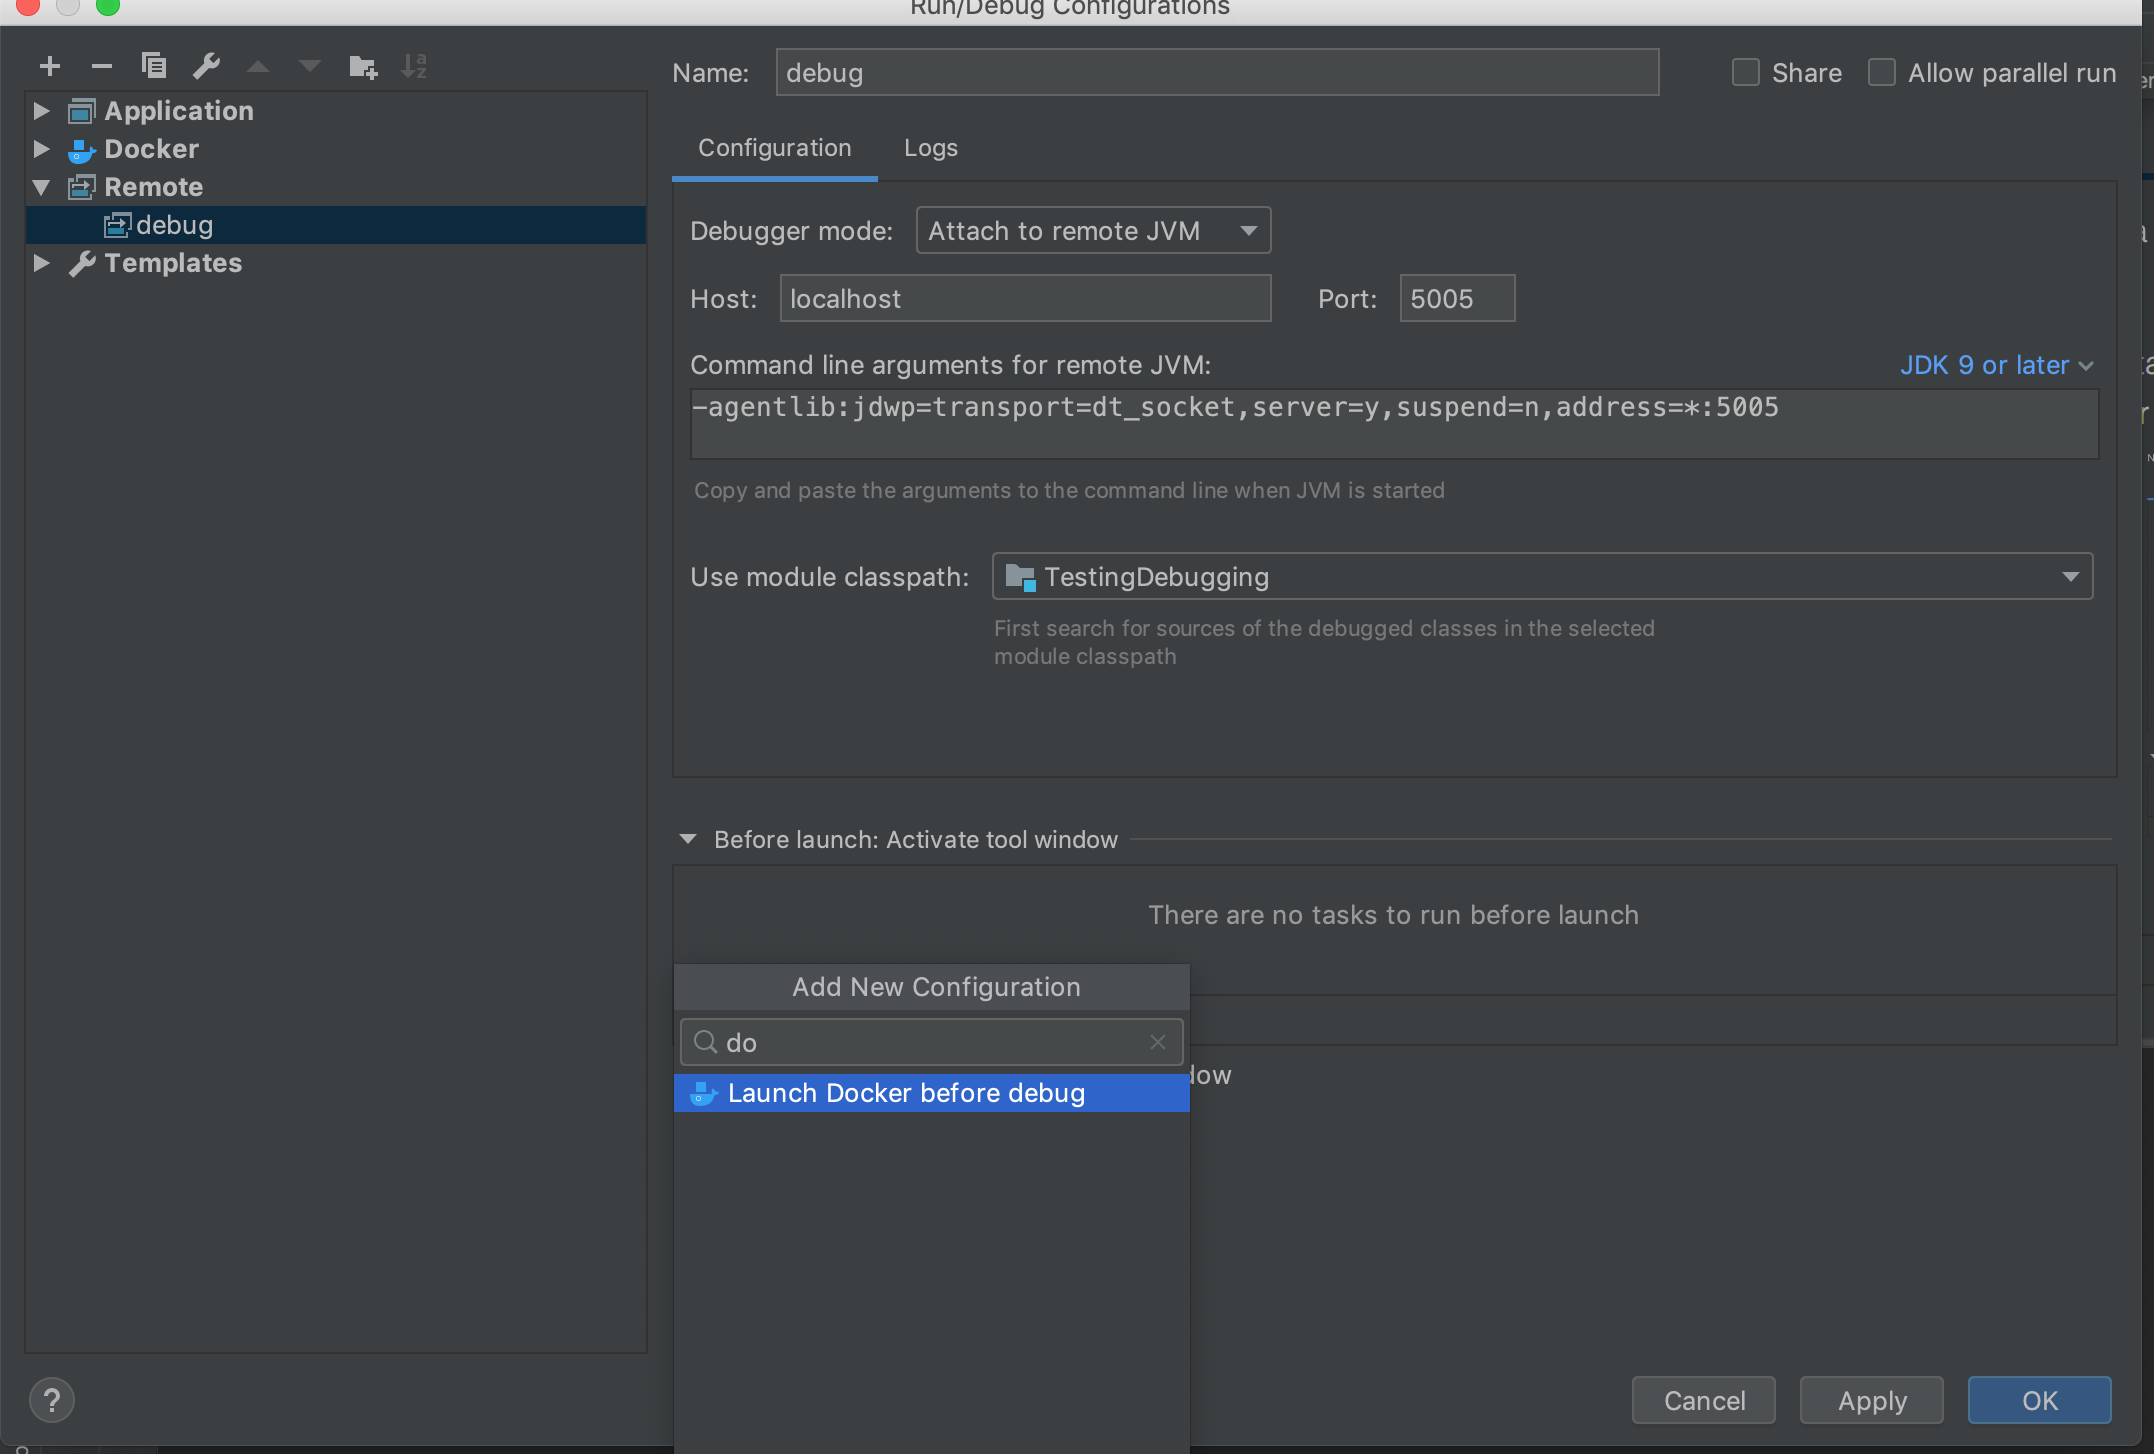 Run/Debug Configurations
Name: debug
Share
Allow parallel run
Application
Docker
Remote
debug
Templates
Configuration
Logs
Debugger mode: Attach to remote JVM
Host: localhost
Port: 5005
Command line arguments for remote JVM:
JDK 9 or later
-agentlib:jdwp=transport=dt_socket,server=y,suspend=n,address=*:5005
Copy and paste the arguments to the command line when JVM is started
Use module classpath: TestingDebugging
First search for sources of the debugged classes in the selected
module classpath
Before launch: Activate tool window
There are no tasks to run before launch
Add New Configuration
do
Launch Docker before debug
?
Cancel
Apply
OK